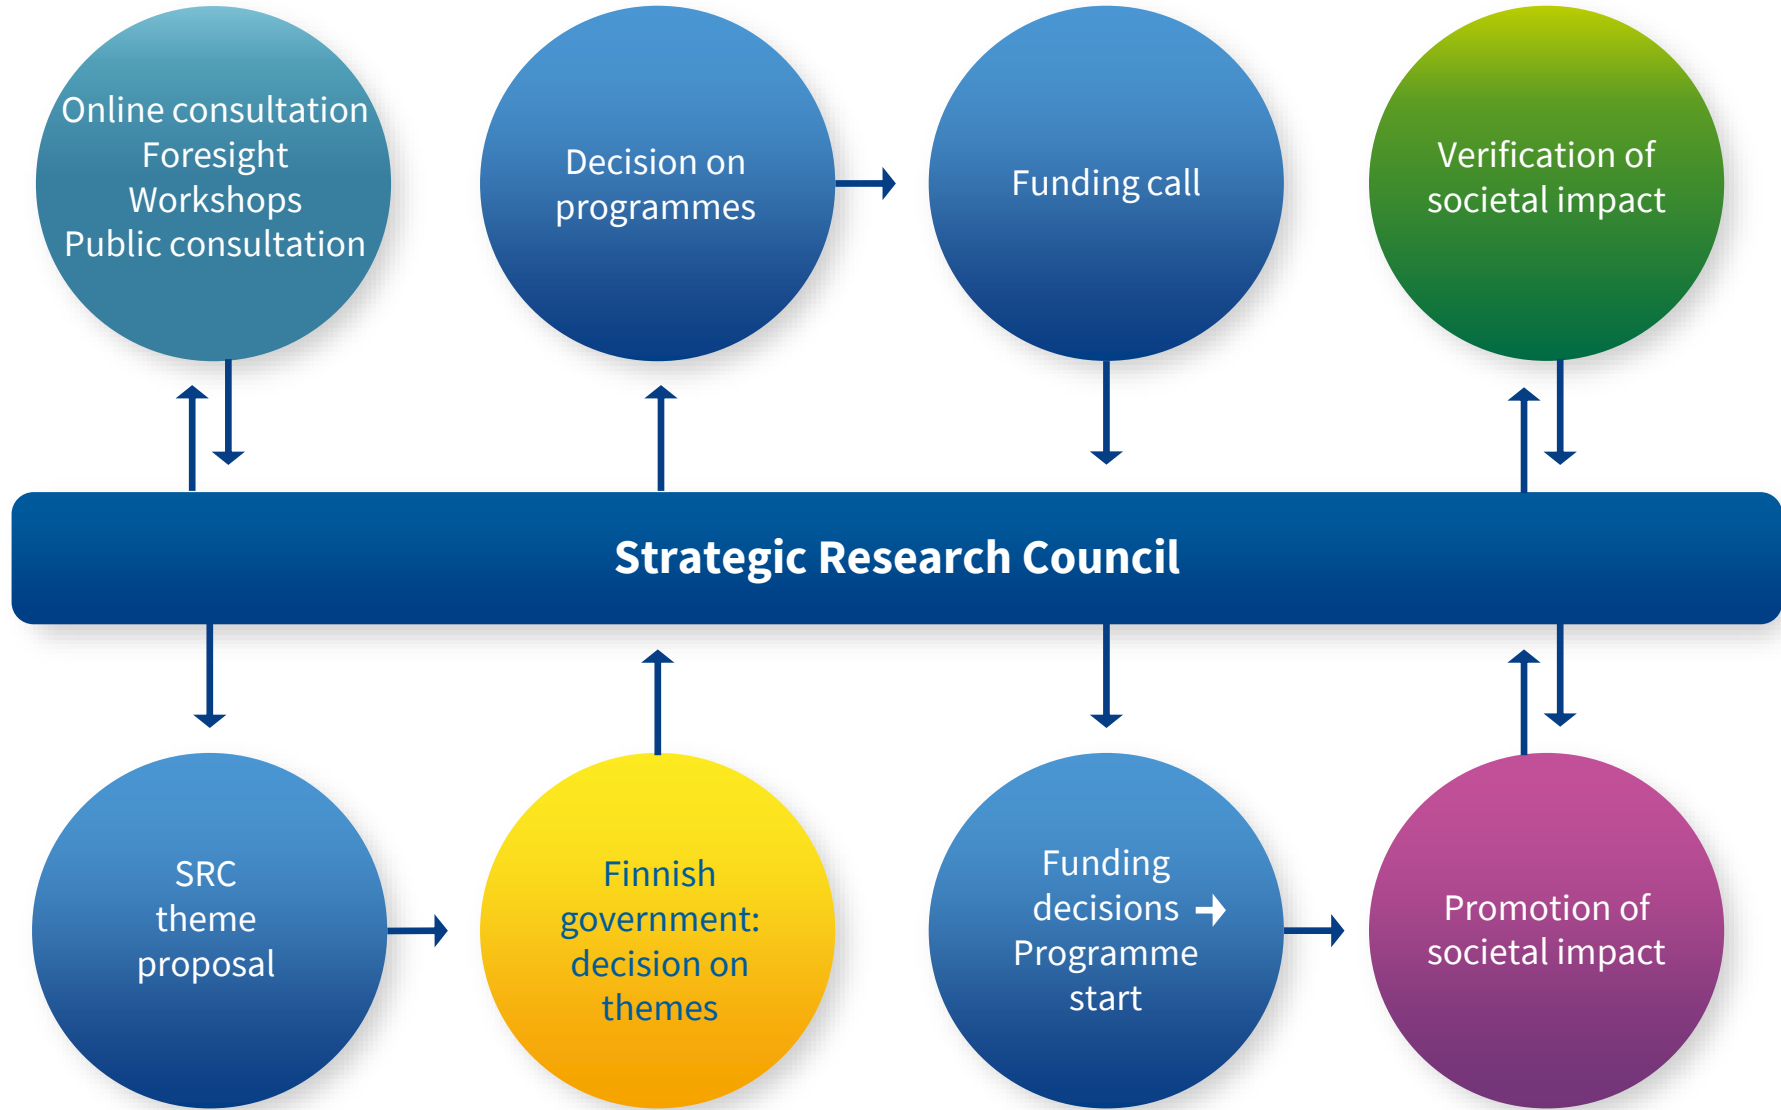 Online consultation
Foresight
Workshops
Public consultation
Decision on
programmes
Funding call
Verification of
societal impact
Strategic Research Council
SRC
theme
proposal
Finnish
government:
decision on
themes
Funding
decisions →
Programme
start
Promotion of
societal impact